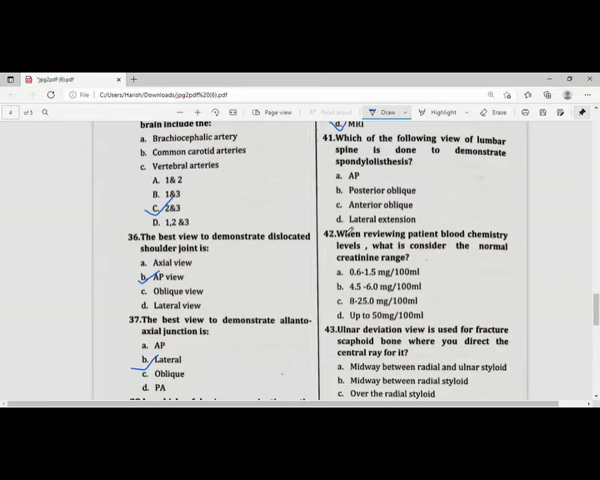 *jpg2pdf (6).pdf
File
C:/Users/Harish/Downloads/jpg2pdf%20(6).pdf
4
of 5
Page view
Read aloud
Draw
Highlight
Erase
brain include the:
a. Brachiocephalic artery
b. Common carotid arteries
c. Vertebral arteries
A. 1& 2
B. 1&3
C. 2&3
D. 1,2 &3
36.The best view to demonstrate dislocated
shoulder joint is:
a. Axial view
b. AP view
c. Oblique view
d. Lateral view
37.The best view to demonstrate allanto-
axial junction is:
a. AP
b. Lateral
c. Oblique
d. PA
d. MRI
41.Which of the following view of lumbar
spine is done to demonstrate
spondylolisthesis?
a. AP
b. Posterior oblique
c. Anterior oblique
d. Lateral extension
42.When reviewing patient blood chemistry
levels , what is consider the normal
creatinine range?
a. 0.6-1.5 mg/100ml
b. 4.5 -6.0 mg/100ml
c. 8-25.0 mg/100ml
d. Up to 50mg/100ml
43.Ulnar deviation view is used for fracture
scaphoid bone where you direct the
central ray for it?
a. Midway between radial and ulnar styloid
b. Midway between radial styloid
c. Over the radial styloid